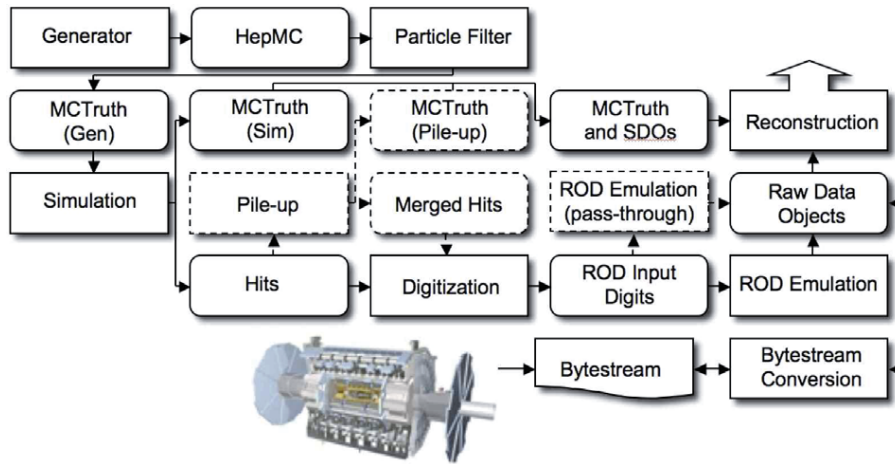 Generator
HepMC
Particle Filter
MCTruth
(Gen)
MCTruth
(Sim)
MCTruth
(Pile-up)
MCTruth
and SDOs
Reconstruction
Simulation
Pile-up
Merged Hits
ROD Emulation
(pass-through)
Raw Data
Objects
Hits
Digitization
ROD Input
Digits
ROD Emulation
Bytestream
Bytestream
Conversion